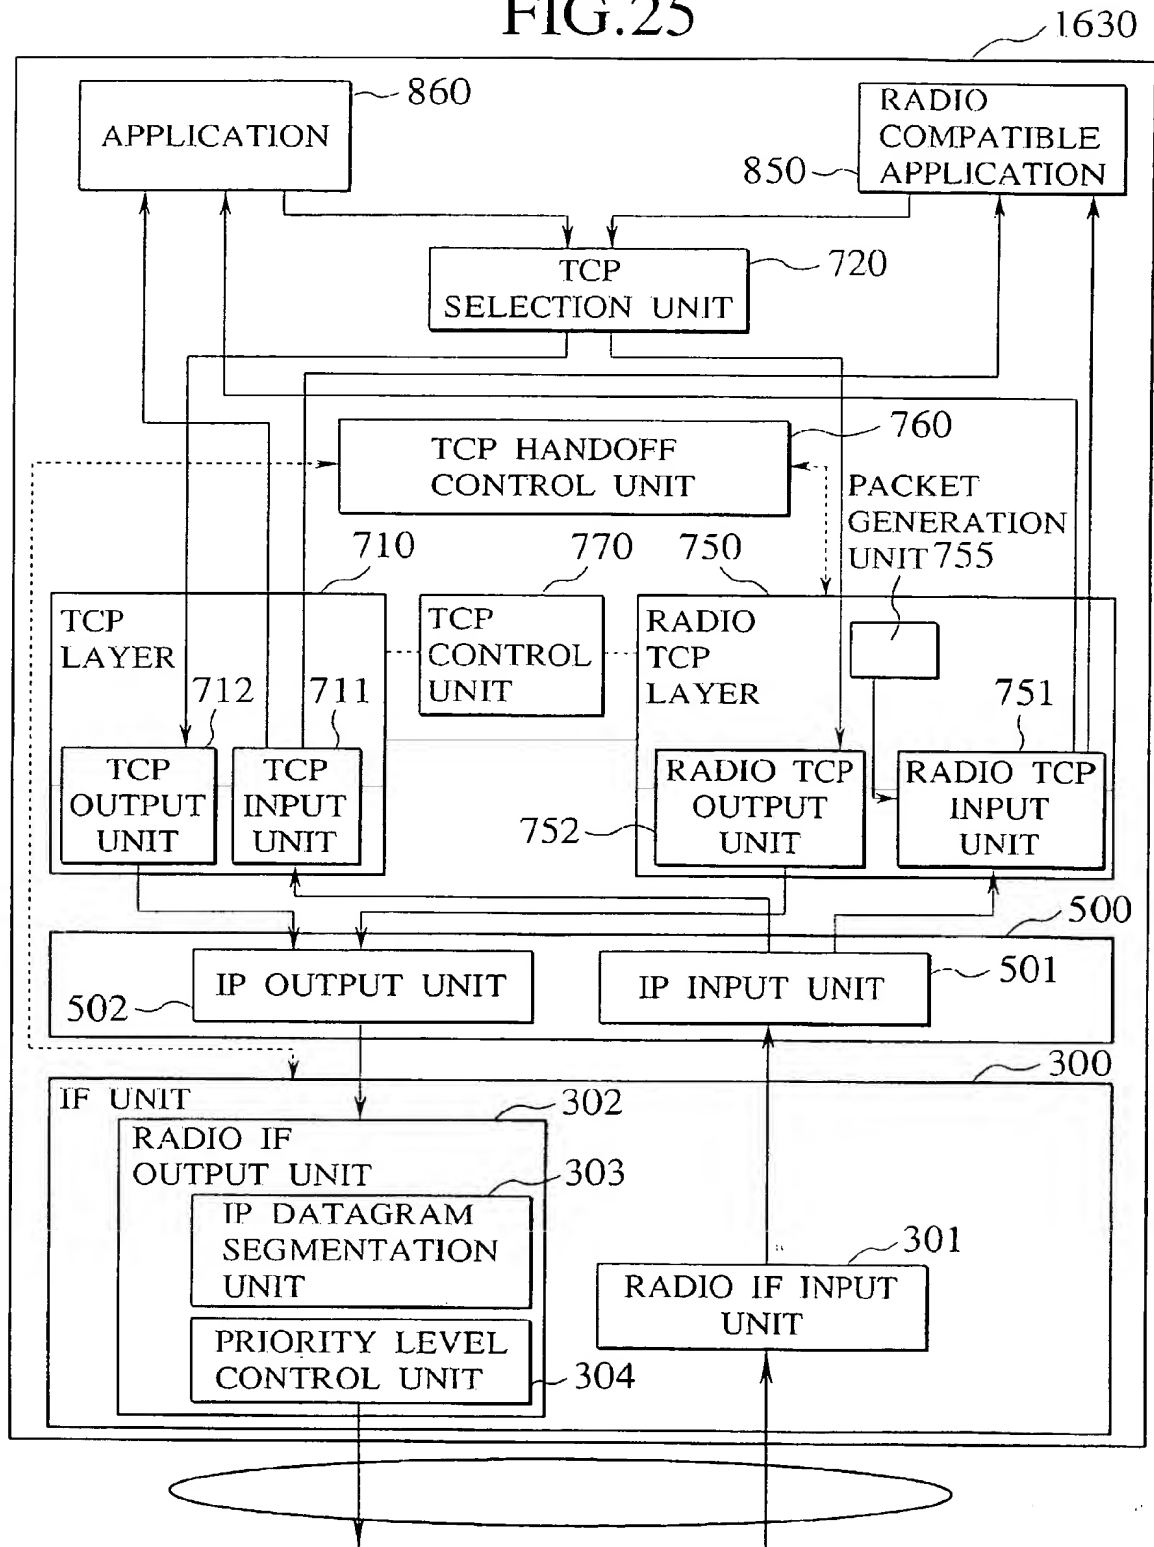 FIG.25
1630
860
APPLICATION
RADIO
COMPATIBLE
APPLICATION
850
TCP
SELECTION UNIT
720
TCP HANDOFF
CONTROL UNIT
760
PACKET
GENERATION
UNIT 755
710
770
750
TCP
LAYER
TCP
CONTROL
UNIT
RADIO
TCP
LAYER
712
711
751
TCP
OUTPUT
UNIT
TCP
INPUT
UNIT
RADIO TCP
OUTPUT
UNIT
752
RADIO TCP
INPUT
UNIT
500
IP OUTPUT UNIT
502
IP INPUT UNIT
501
300
IF UNIT
302
RADIO IF
OUTPUT UNIT
303
IP DATAGRAM
SEGMENTATION
UNIT
301
RADIO IF INPUT
UNIT
PRIORITY LEVEL
CONTROL UNIT
304